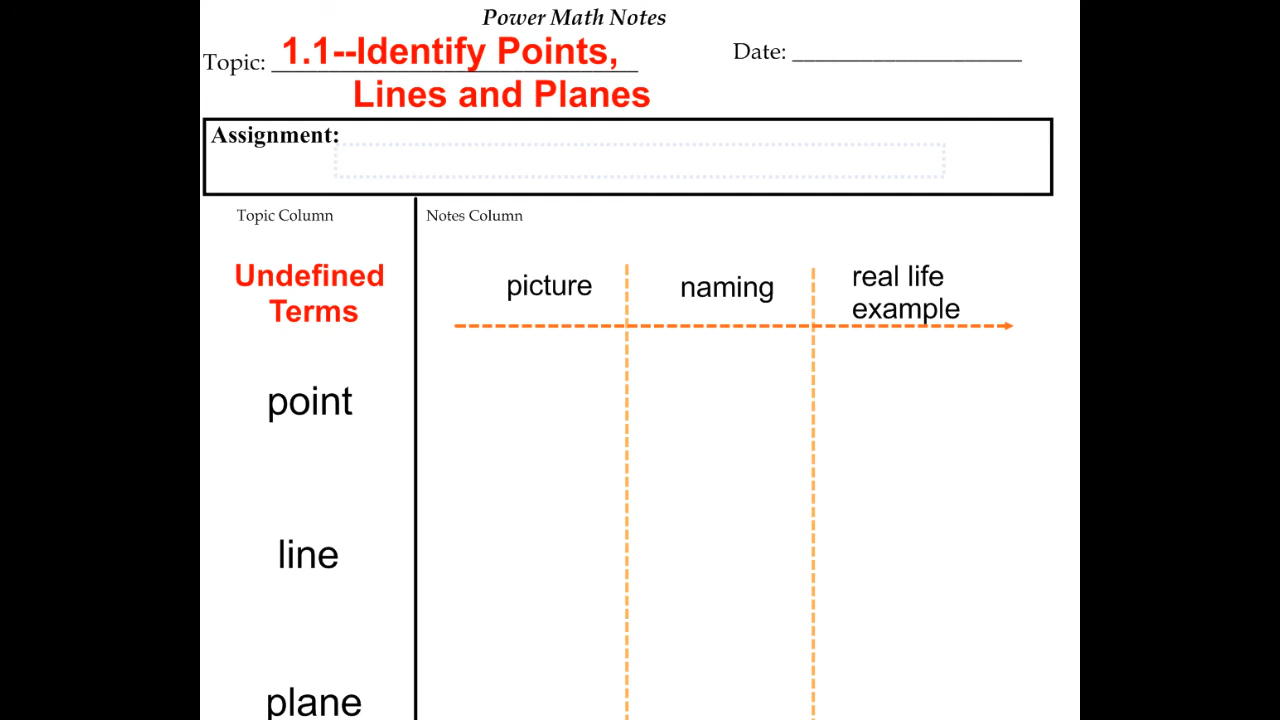 Power Math Notes
Topic: 1.1--Identify Points,
Lines and Planes
Date: ___________________
Assignment:
Topic Column
Notes Column
Undefined
Terms
picture
naming
real life
example
point
line
plane